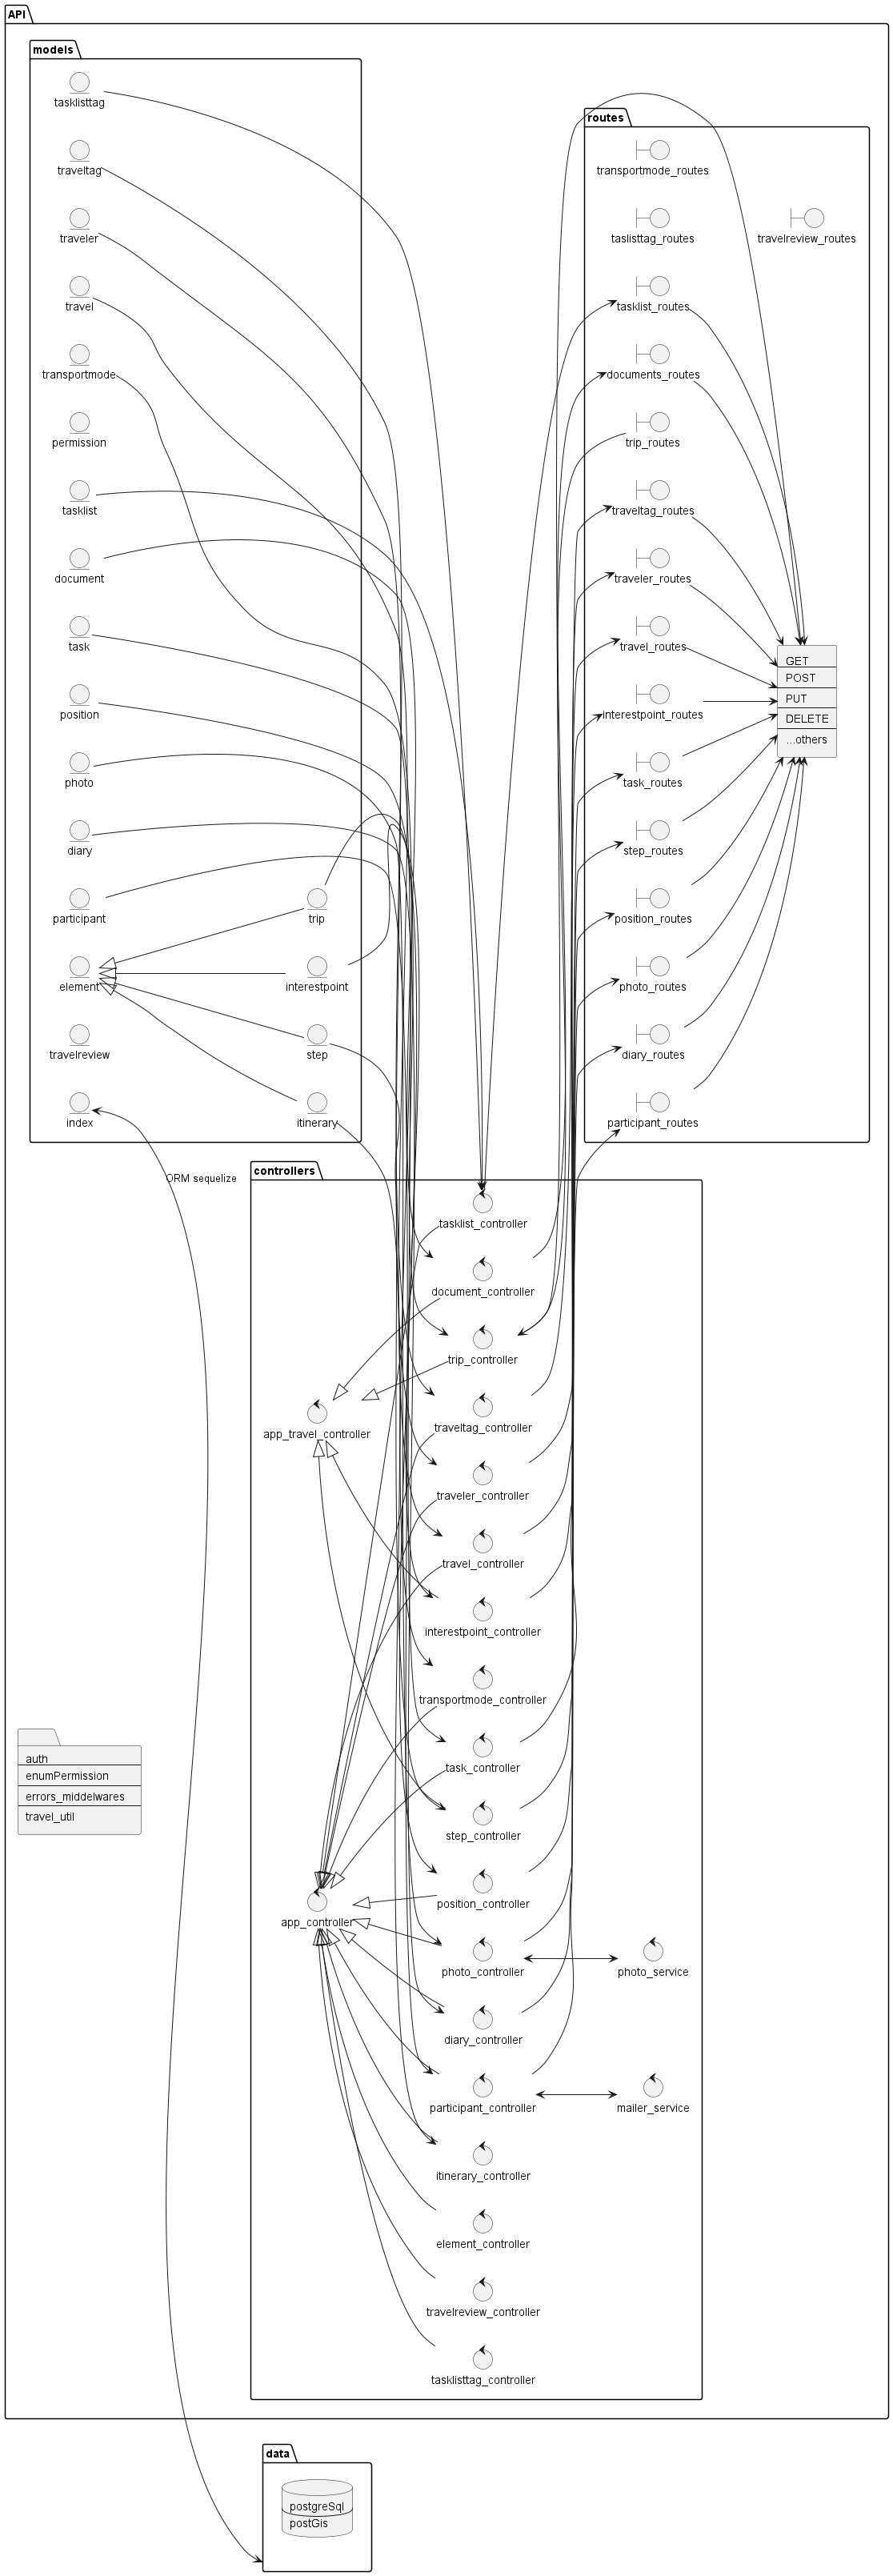 API
models
tasklisttag
traveltag
traveler
travel
transportmode
permission
tasklist
document
task
position
photo
diary
participant
trip
element
interestpoint
travelreview
step
index
itinerary
routes
transportmode_routes
taslisttag_routes
travelreview_routes
tasklist_routes
documents_routes
trip_routes
traveltag_routes
traveler_routes
travel_routes
interestpoint_routes
task_routes
step_routes
position_routes
photo_routes
diary_routes
participant_routes
GET
POST
PUT
DELETE
...others
ORM sequelize
controllers
tasklist_controller
document_controller
trip_controller
app_travel_controller
traveltag_controller
traveler_controller
travel_controller
interestpoint_controller
transportmode_controller
task_controller
step_controller
position_controller
app_controller
photo_controller
photo_service
diary_controller
participant_controller
mailer_service
itinerary_controller
element_controller
travelreview_controller
tasklisttag_controller
auth
enumPermission
errors_middelwares
travel_util
data
postgreSql
postGis